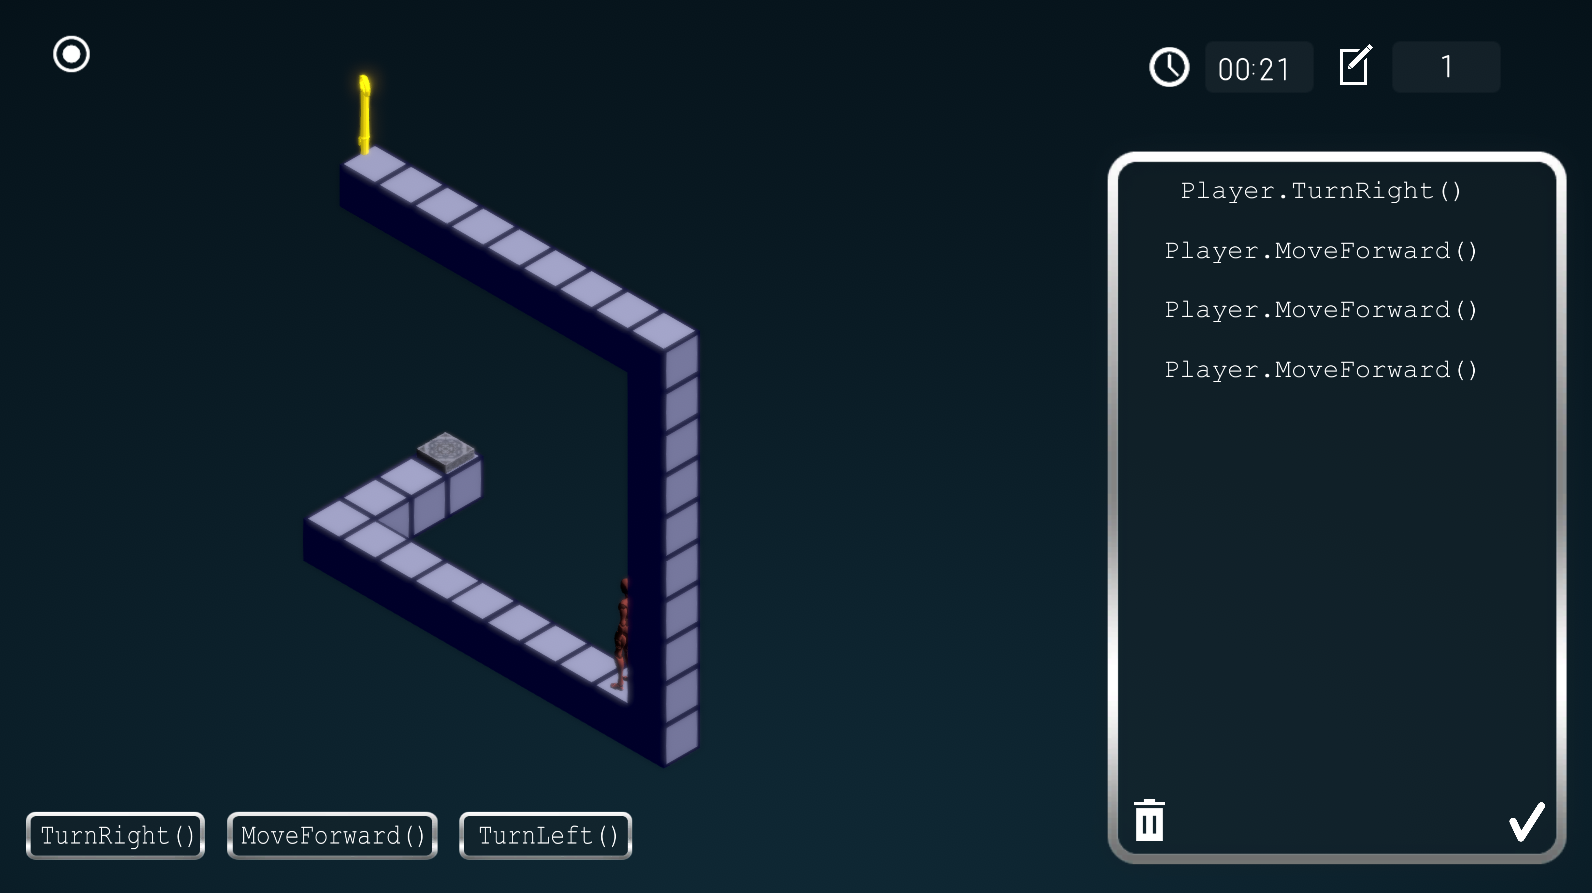 00:21
1
Player.TurnRight()
Player.MoveForward()
Player.MoveForward()
Player.MoveForward()
TurnRight()
MoveForward()
TurnLeft()